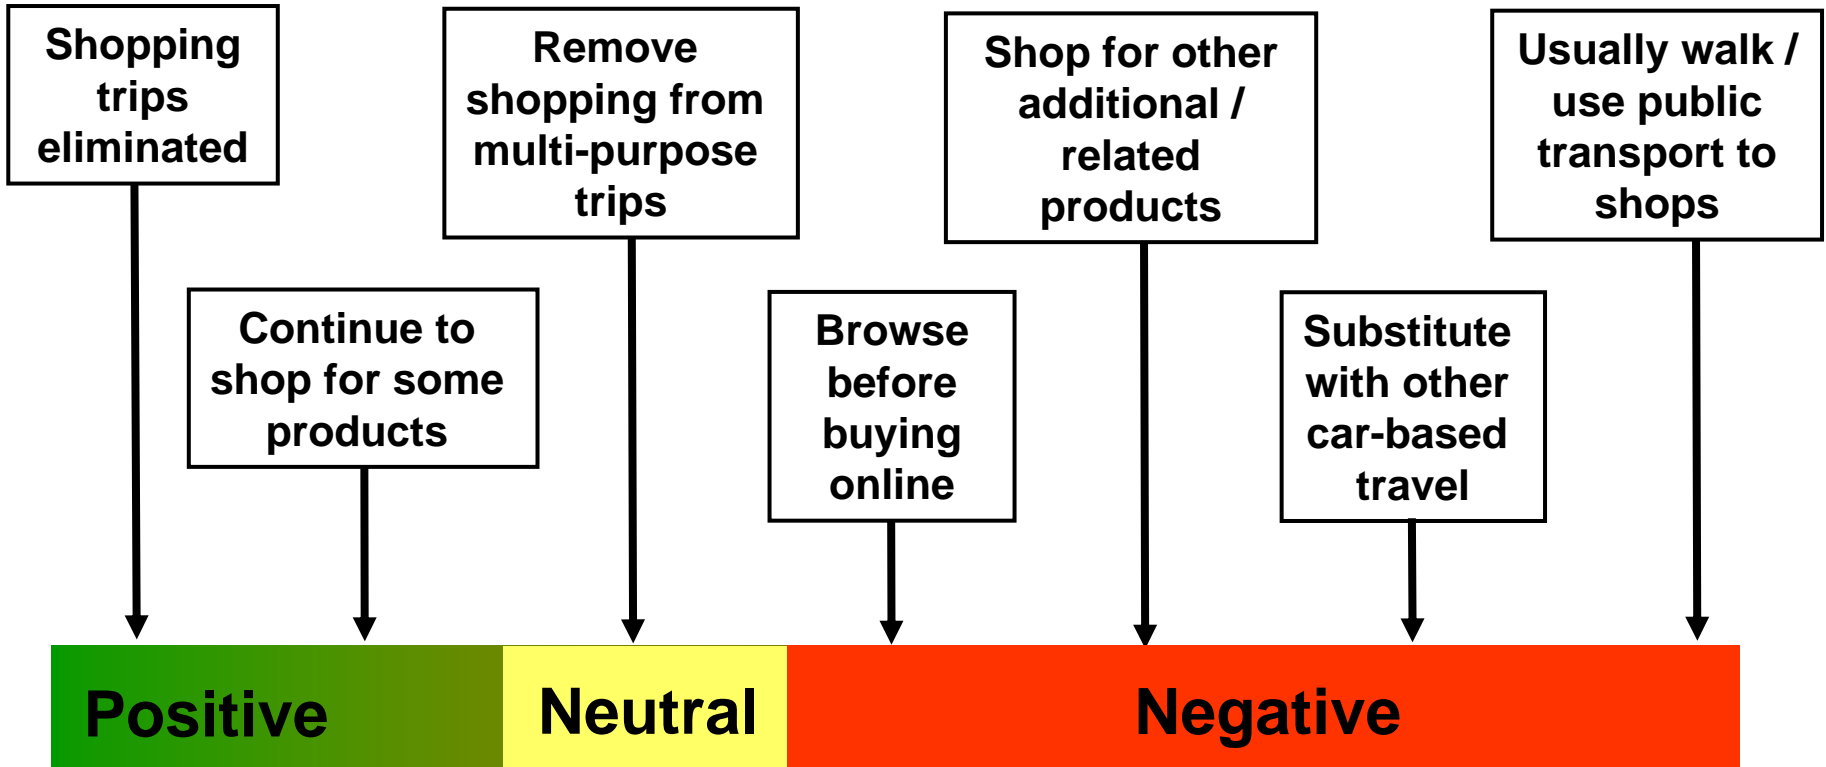 Shopping
trips
eliminated
Remove
shopping from
multi-purpose
trips
Shop for other
additional /
related
products
Usually walk /
use public
transport to
shops
Continue to
shop for some
products
Browse
before
buying
online
Substitute
with other
car-based
travel
Positive
Neutral
Negative